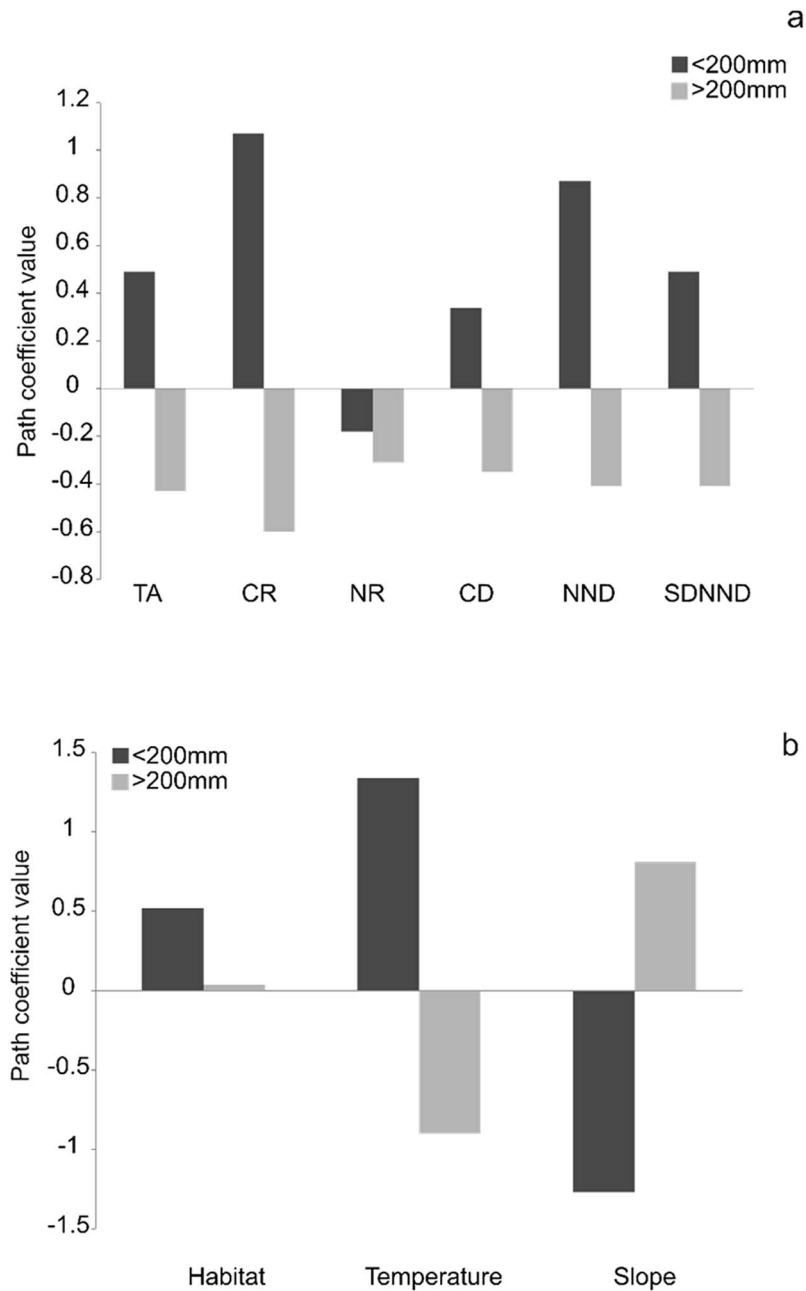 a
<200mm
>200mm
1.2
1
0.8
0.6
0.4
0.2
0
-0.2
-0.4
-0.6
-0.8
Path coefficient value
TA CR NR CD NND SDNND
b
<200mm
>200mm
1.5
1
0.5
0
-0.5
-1
-1.5
Path coefficient value
Habitat Temperature Slope